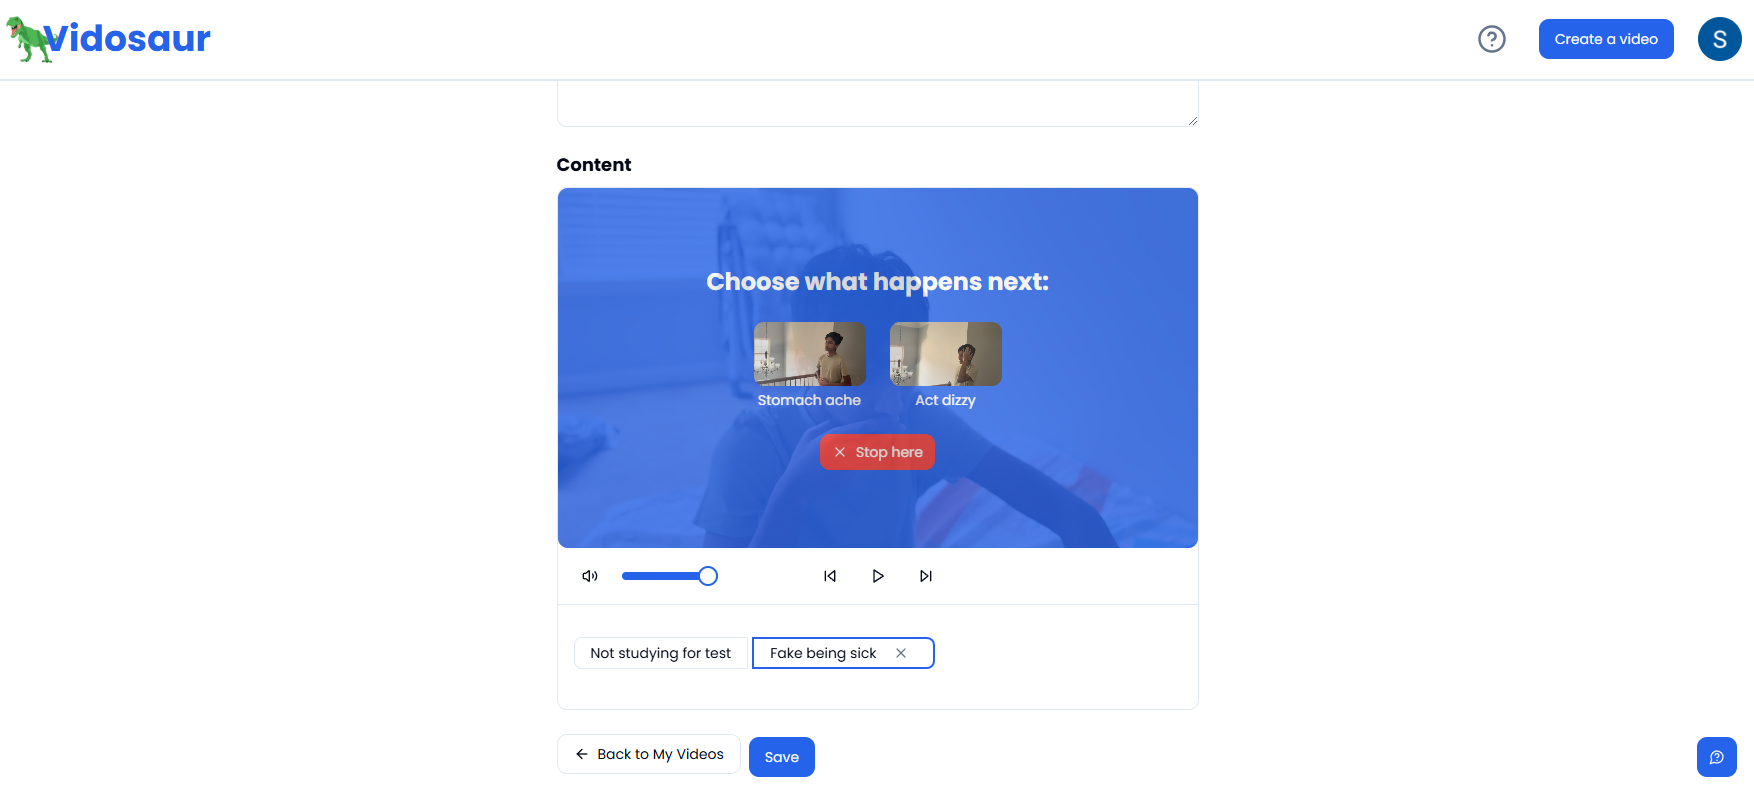 Vidosaur
Create a video
S
Content
Choose what happens next:
Stomach ache
Act dizzy
Stop here
Not studying for test
Fake being sick
Back to My Videos
Save